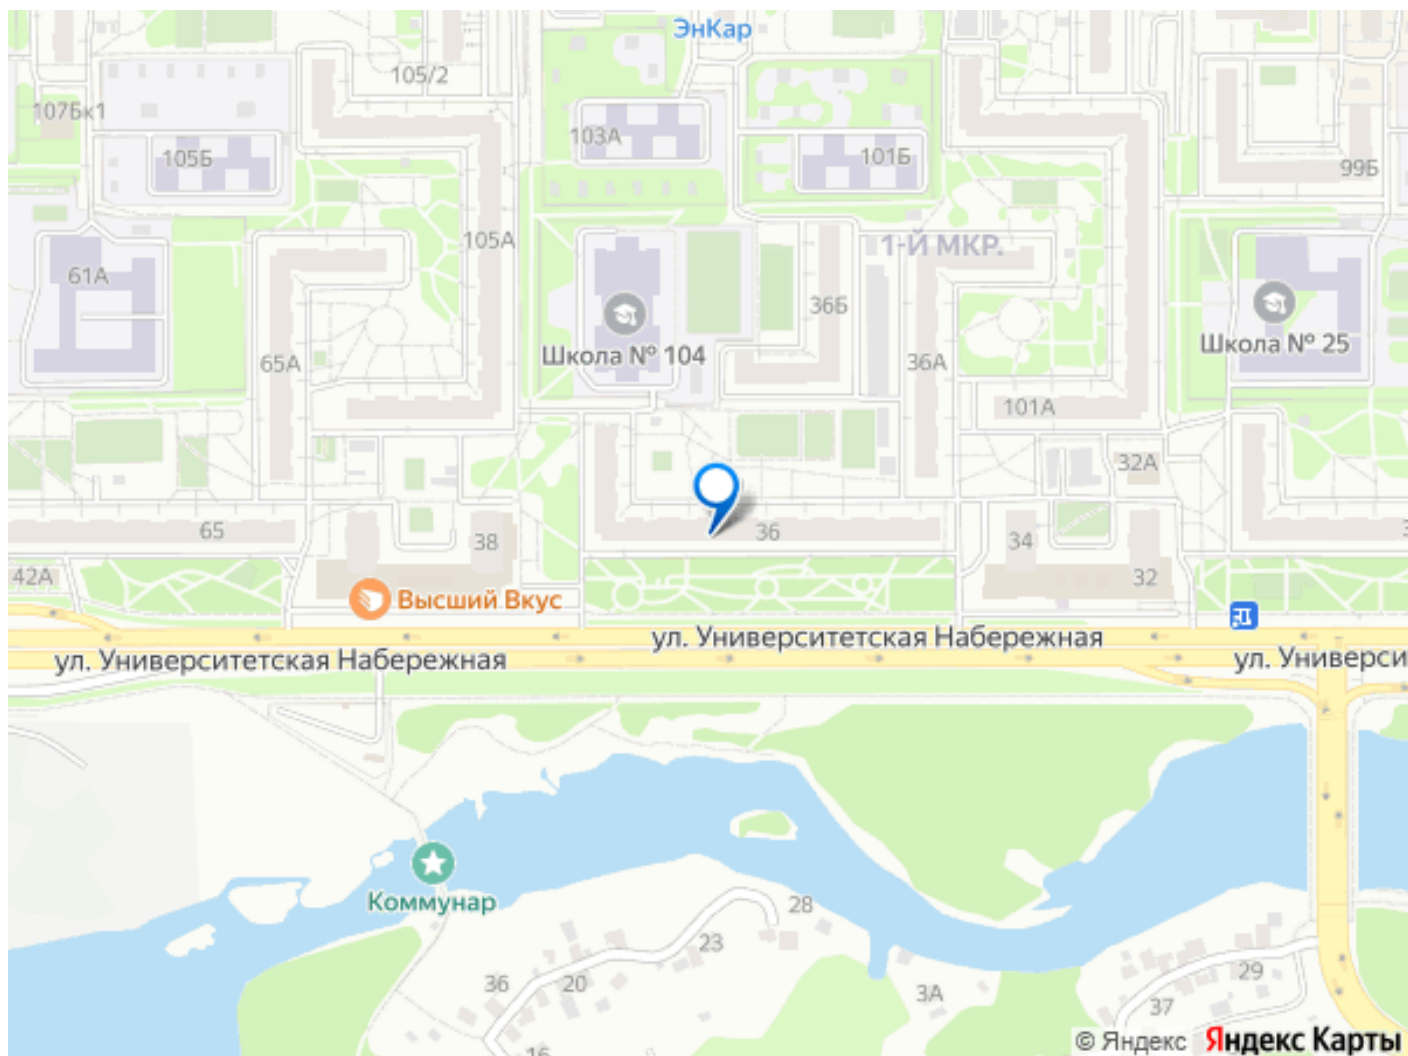 ЭнКар
105/2
107Бк1
103А
105Б
101Б
99Б
105А
1-Й МКР.
61А
36Б
Школа № 104
Школа № 25
65А
36А
101А
32А
65
38
36
34
42А
32
Высший Вкус
ул. Университетская Набережная
ул. Университетская Набережная
ул. Универси
Коммунар
28
23
36
20
29
3А
37
16
© Яндекс Яндекс Карты